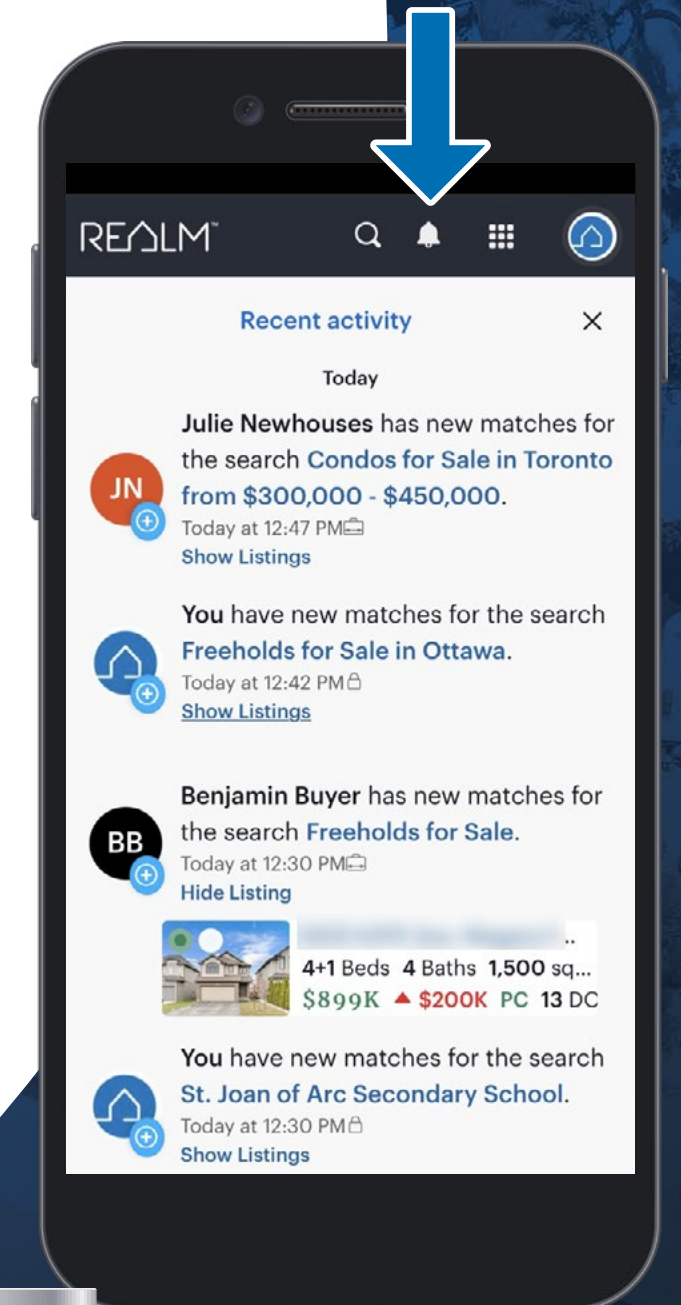 REALM™
Recent activity
Today
Julie Newhouses has new matches for
the search Condos for Sale in Toronto
from $300,000 - $450,000.
JN
Today at 12:47 PM
Show Listings
You have new matches for the search
Freeholds for Sale in Ottawa.
Today at 12:42 PM
Show Listings
Benjamin Buyer has new matches for
the search Freeholds for Sale.
BB
Today at 12:30 PM
Hide Listing
..
4+1 Beds 4 Baths 1,500 sq...
$899K ▲ $200K PC 13 DO
You have new matches for the search
St. Joan of Arc Secondary School.
Today at 12:30 PM
Show Listings